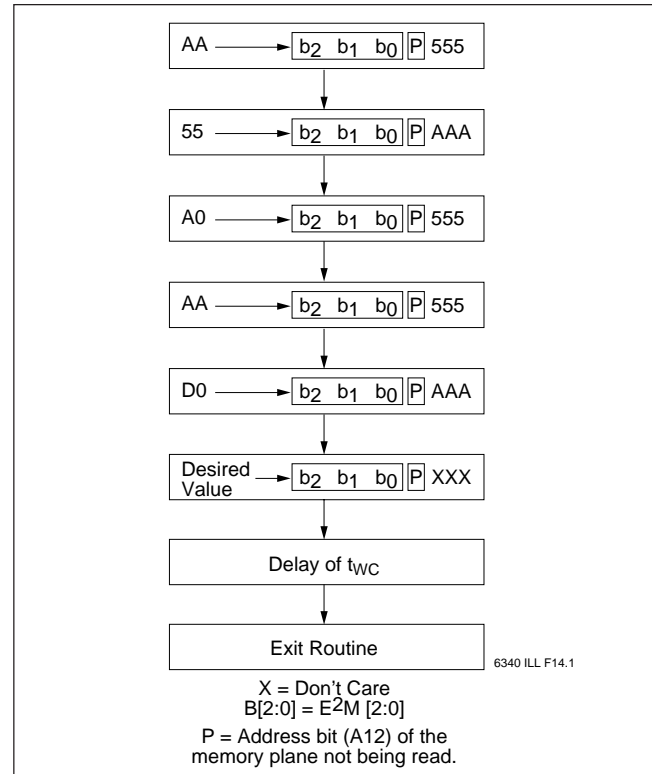 AA b2 b1 b0 P 555
55 b2 b1 b0 P AAA
A0 b2 b1 b0 P 555
AA b2 b1 b0 P 555
D0 b2 b1 b0 P AAA
Desired
Value b2 b1 b0 P XXX
Delay of tWC
Exit Routine
6340 ILL F14.1
X = Don't Care
B[2:0] = E2M [2:0]
P = Address bit (A12) of the
memory plane not being read.